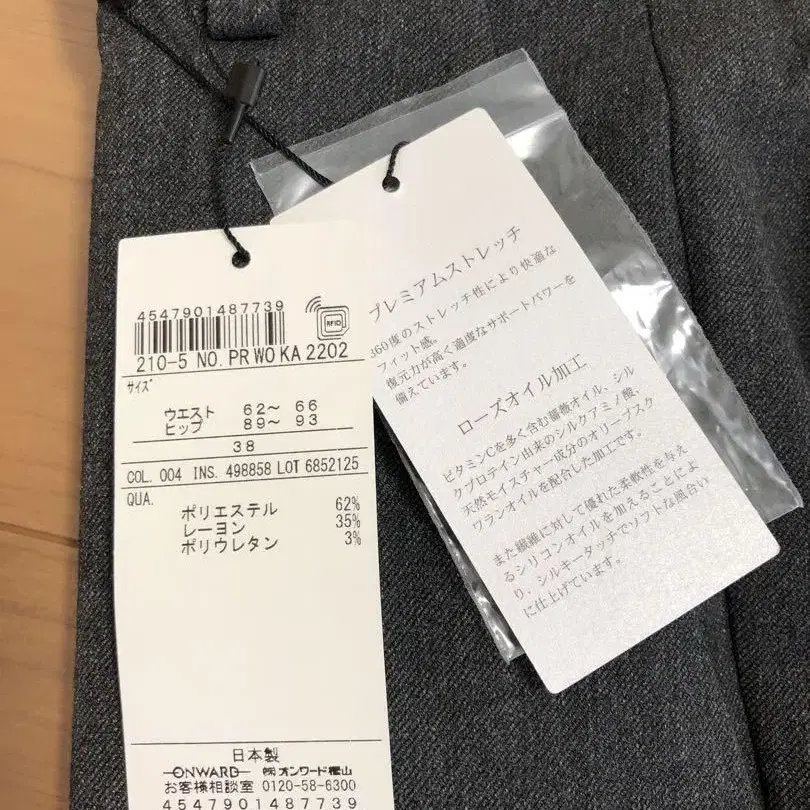 4547901487739
RFID
210-5 NO. PR WO KA 2202
サイズ
ウエスト 62～ 66
ヒップ 89～ 93
38
COL. 004 INS. 498858 LOT 6852125
QUA.
ポリエステル 62%
レーヨン 35%
ポリウレタン 3%
日本製
ONWARD ㈱オンワード樫山
お客様相談室 0120-58-6300
4547901487739
プレミアムストレッチ
360度のストレッチ性により快適な
フィット感。
復元力が高く適度なサポートパワーを
備えています。
ローズオイル加工
ビタミンCを多く含む薔薇オイル、シル
クプロテイン由来のシルクアミノ酸、
天然モイスチャー成分のオリーブスク
ワランオイルを配合した加工です。
また繊維に対して優れた柔軟性を与え
るシリコンオイルを加えることによ
り、シルキータッチでソフトな風合い
に仕上げています。